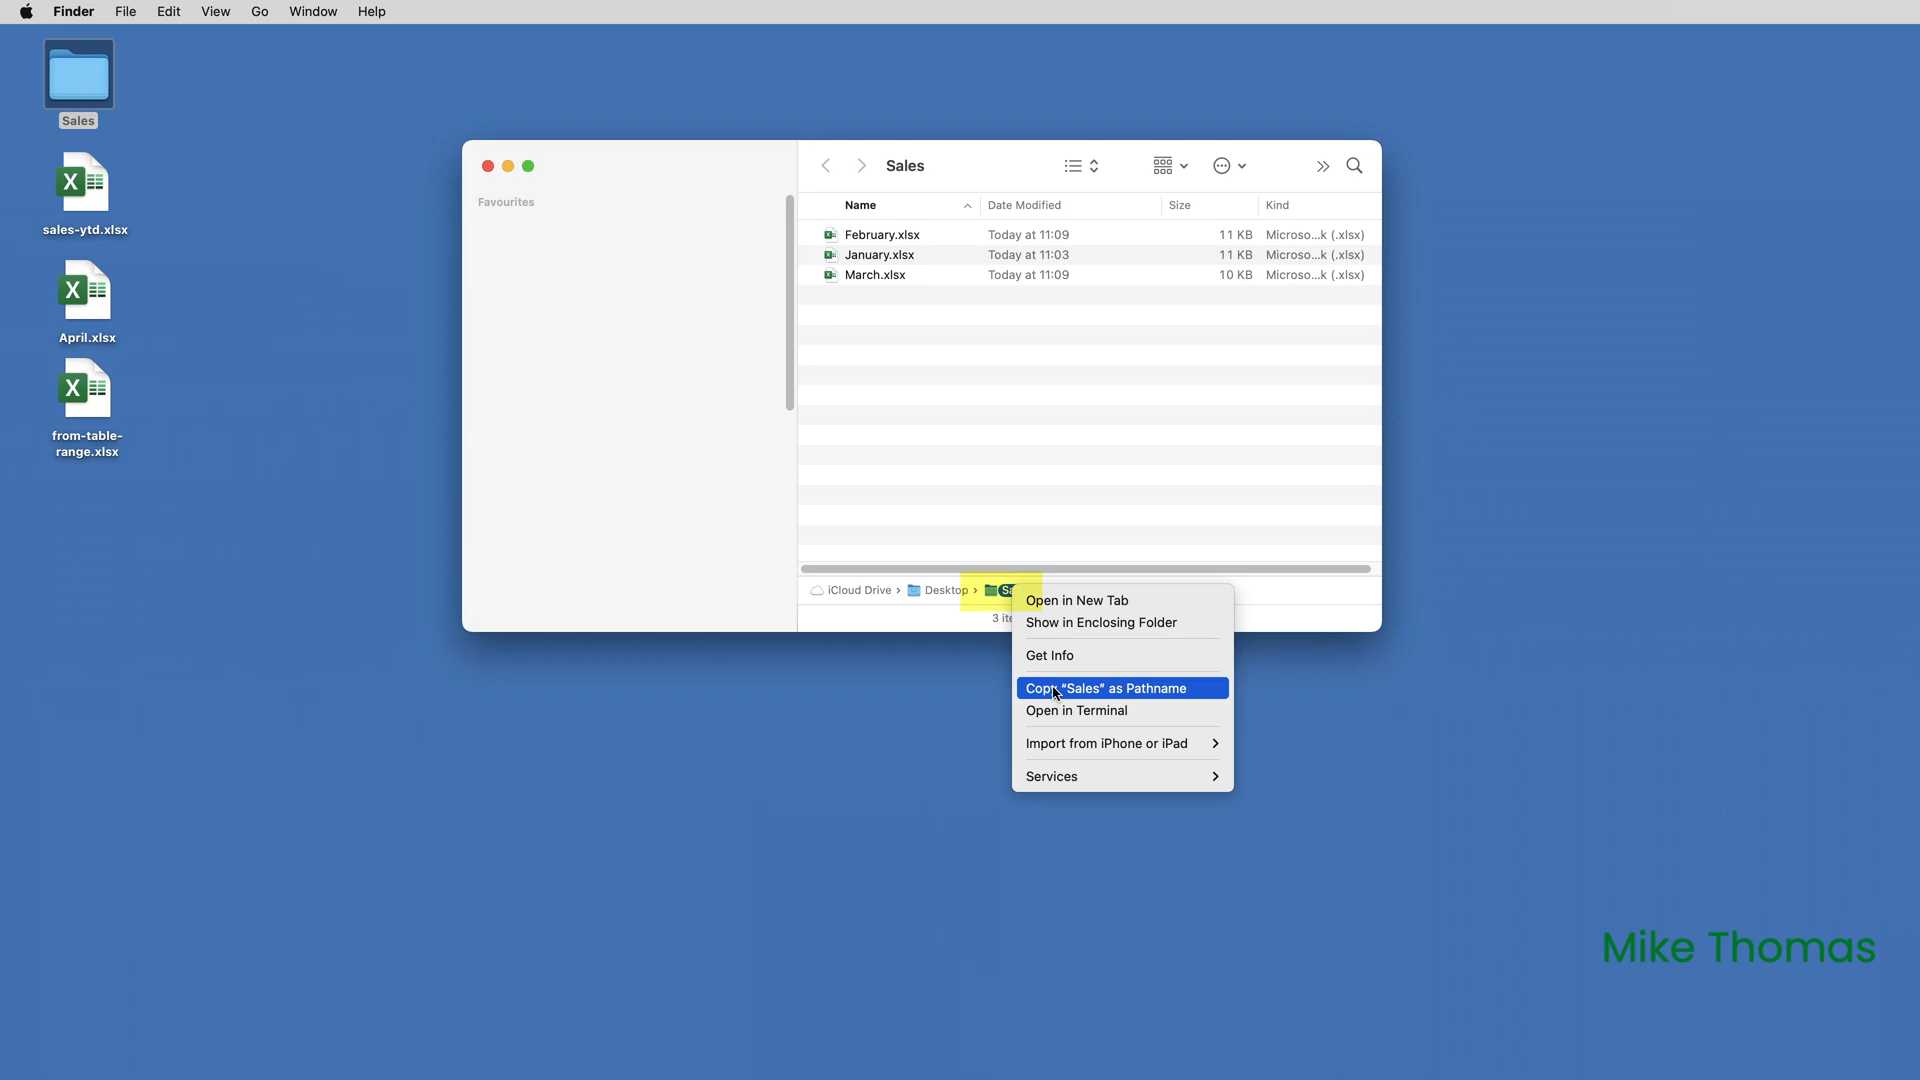 Finder File Edit View Go Window Help
Sales
sales-ytd.xlsx
April.xlsx
from-table-
range.xlsx
Favourites
Sales
Name Date Modified Size Kind
February.xlsx Today at 11:09 11 KB Microso...k (.xlsx)
January.xlsx Today at 11:03 11 KB Microso...k (.xlsx)
March.xlsx Today at 11:09 10 KB Microso...k (.xlsx)
iCloud Drive › Desktop ›
3
Open in New Tab
Show in Enclosing Folder
Get Info
Copy “Sales” as Pathname
Open in Terminal
Import from iPhone or iPad
Services
Mike Thomas